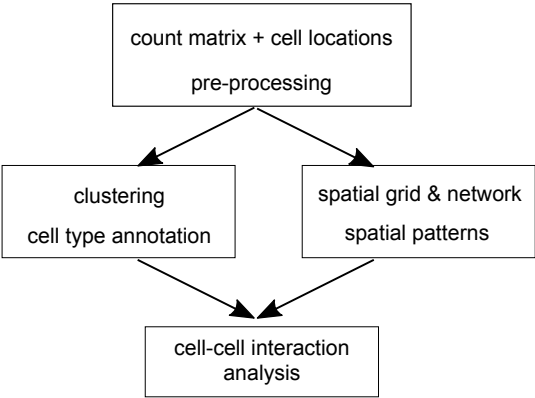 count matrix + cell locations
pre-processing
clustering
cell type annotation
spatial grid & network
spatial patterns
cell-cell interaction
analysis